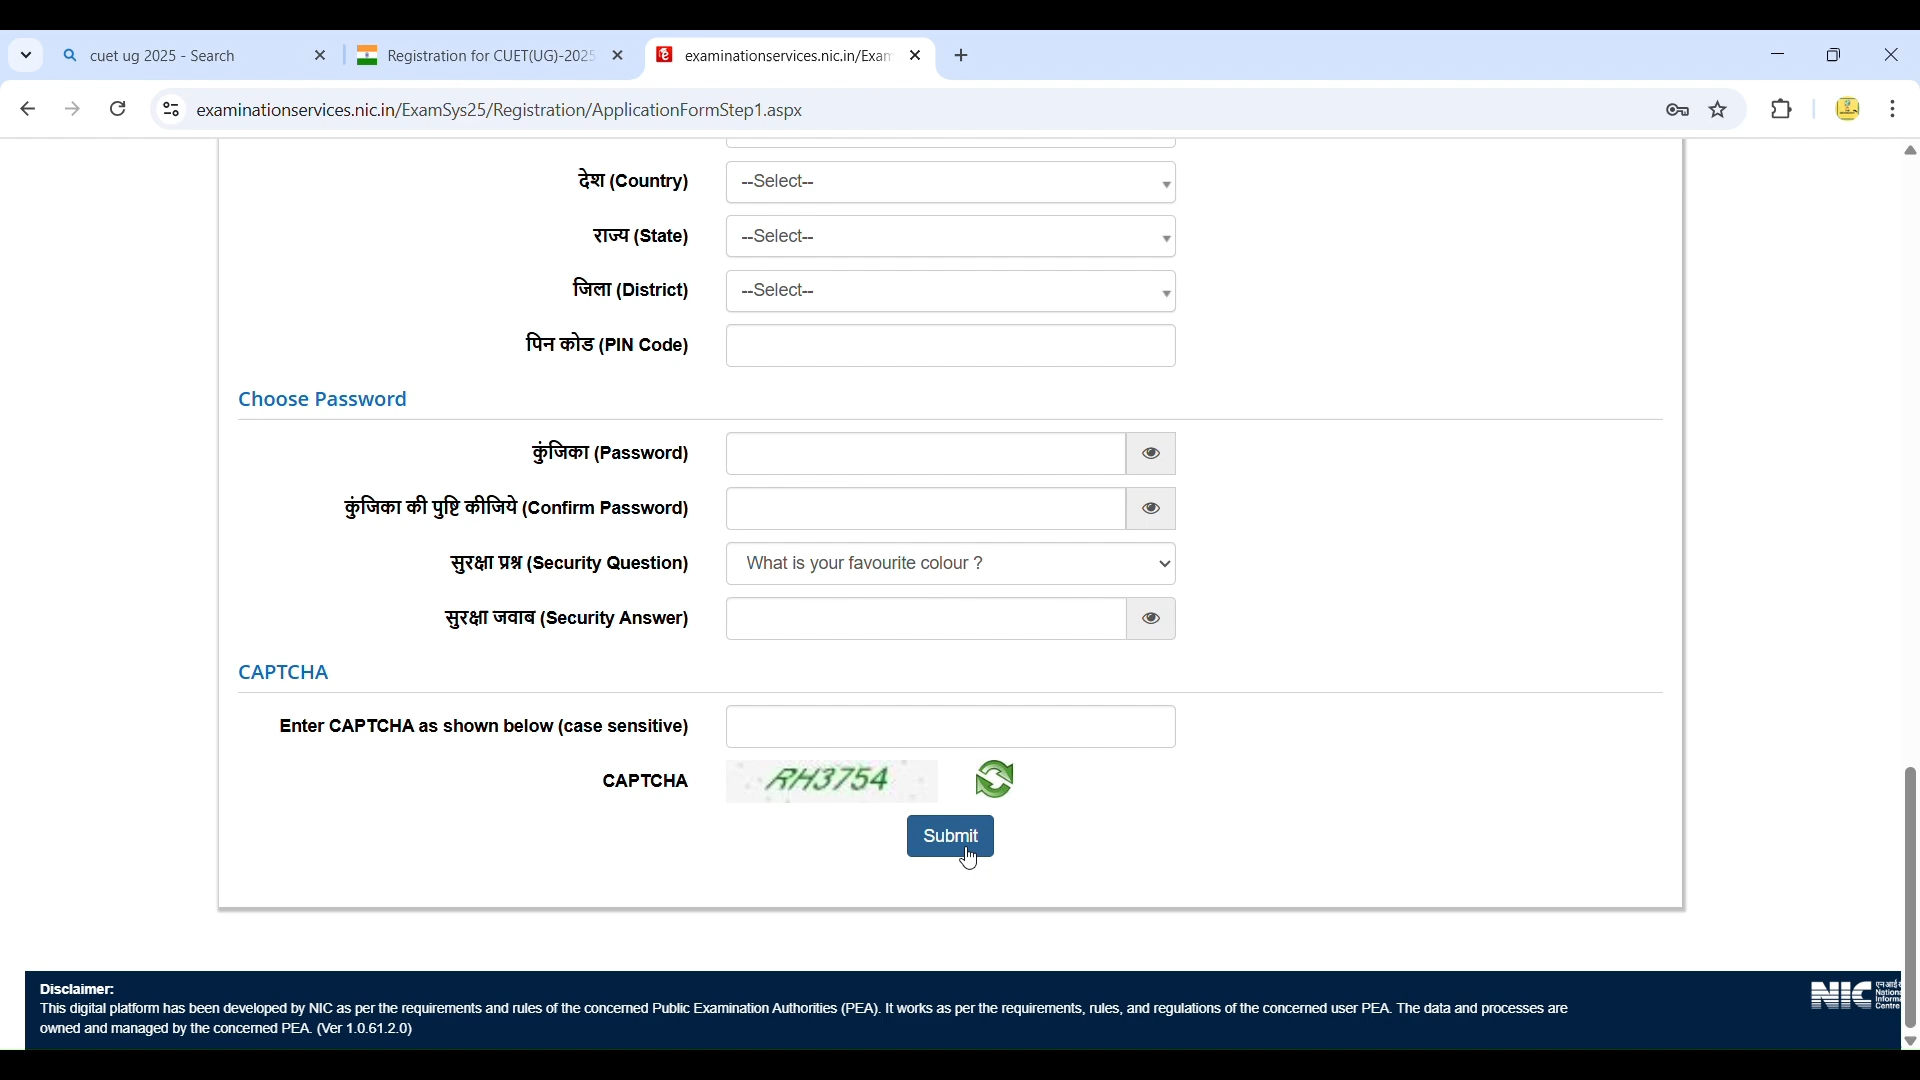 cuet ug 2025 - Search
Registration for CUET(UG)-2025
examinationservices.nic.in/Exam
examinationservices.nic.in/ExamSys25/Registration/ApplicationFormStep1.aspx
देश (Country) --Select--
राज्य (State) --Select--
जिला (District) --Select--
पिन कोड (PIN Code)
Choose Password
कुंजिका (Password)
कुंजिका की पुष्टि कीजिये (Confirm Password)
सुरक्षा प्रश्न (Security Question) What is your favourite colour ?
सुरक्षा जवाब (Security Answer)
CAPTCHA
Enter CAPTCHA as shown below (case sensitive)
CAPTCHA RH3754
Submit
Disclaimer:
This digital platform has been developed by NIC as per the requirements and rules of the concerned Public Examination Authorities (PEA). It works as per the requirements, rules, and regulations of the concerned user PEA. The data and processes are
owned and managed by the concerned PEA. (Ver 1.0.61.2.0)
NIC